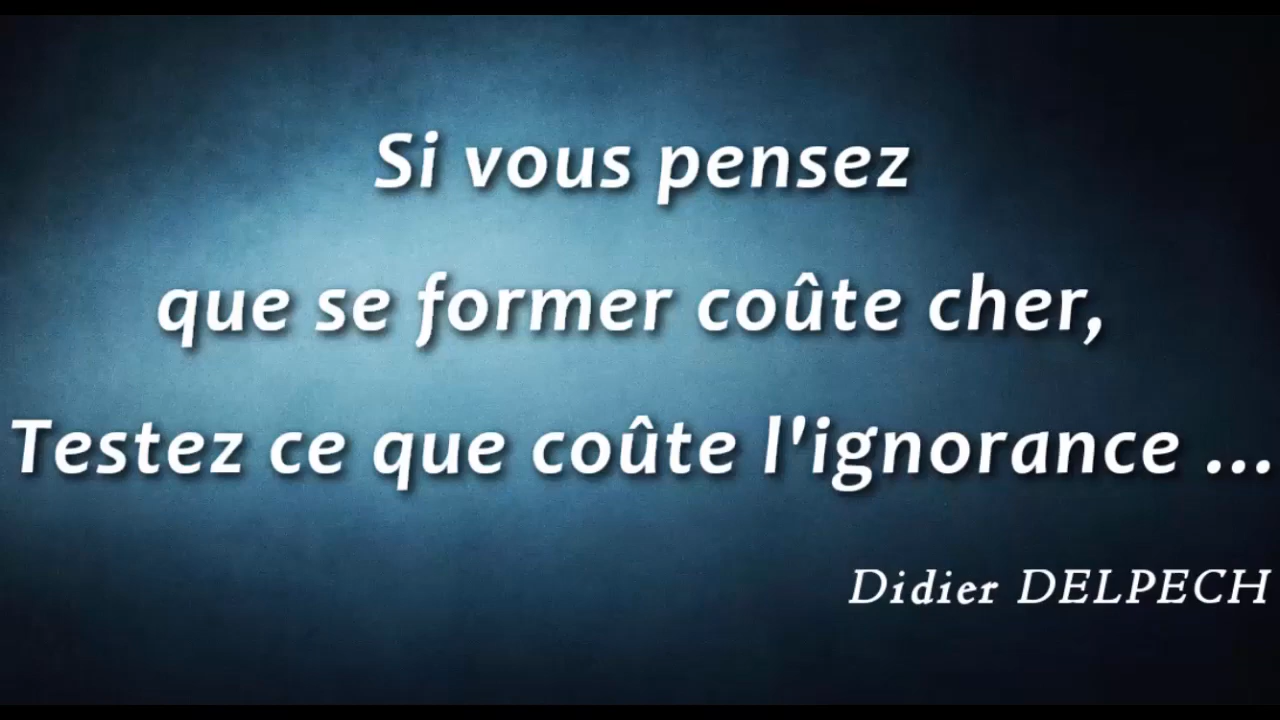 Si vous pensez
que se former coûte cher,
Testez ce que coûte l'ignorance ...
Didier DELPECH